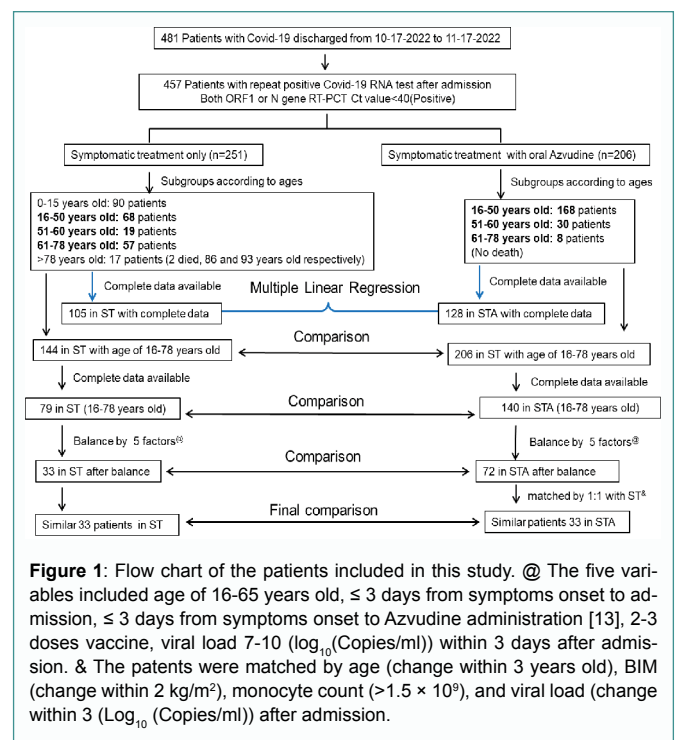 481 Patients with Covid-19 discharged from 10-17-2022 to 11-17-2022
457 Patients with repeat positive Covid-19 RNA test after admission
Both ORF1 or N gene RT-PCT Ct value<40(Positive)
Symptomatic treatment only (n=251)
Symptomatic treatment with oral Azvudine (n=206)
Subgroups according to ages
Subgroups according to ages
0-15 years old: 90 patients
16-50 years old: 68 patients
51-60 years old: 19 patients
61-78 years old: 57 patients
>78 years old: 17 patients (2 died, 86 and 93 years old respectively)
16-50 years old: 168 patients
51-60 years old: 30 patients
61-78 years old: 8 patients
(No death)
Complete data available
Multiple Linear Regression
Complete data available
105 in ST with complete data
128 in STA with complete data
144 in ST with age of 16-78 years old
Comparison
206 in ST with age of 16-78 years old
Complete data available
Complete data available
79 in ST (16-78 years old)
Comparison
140 in STA (16-78 years old)
Balance by 5 factors@
Balance by 5 factors@
33 in ST after balance
Comparison
72 in STA after balance
matched by 1:1 with ST&
Similar 33 patients in ST
Final comparison
Similar patients 33 in STA
Figure 1: Flow chart of the patients included in this study. @ The five vari-
ables included age of 16-65 years old, ≤ 3 days from symptoms onset to ad-
mission, ≤ 3 days from symptoms onset to Azvudine administration [13], 2-3
doses vaccine, viral load 7-10 (log10(Copies/ml)) within 3 days after admis-
sion. & The patents were matched by age (change within 3 years old), BIM
(change within 2 kg/m²), monocyte count (>1.5 × 10⁹), and viral load (change
within 3 (Log10 (Copies/ml)) after admission.